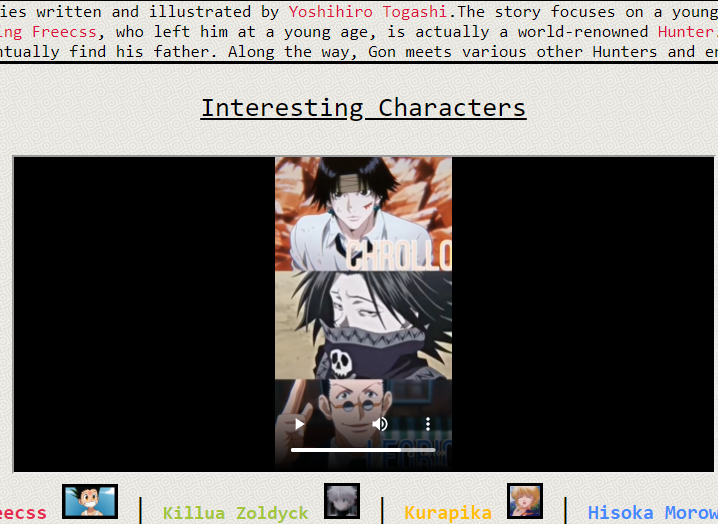 ies written and illustrated by Yoshihiro Togashi.The story focuses on a young
ing Freecss, who left him at a young age, is actually a world-renowned Hunter
ntually find his father. Along the way, Gon meets various other Hunters and en
Interesting Characters
CHROLLO
LEORIO
eecss | Killua Zoldyck | Kurapika | Hisoka Morow